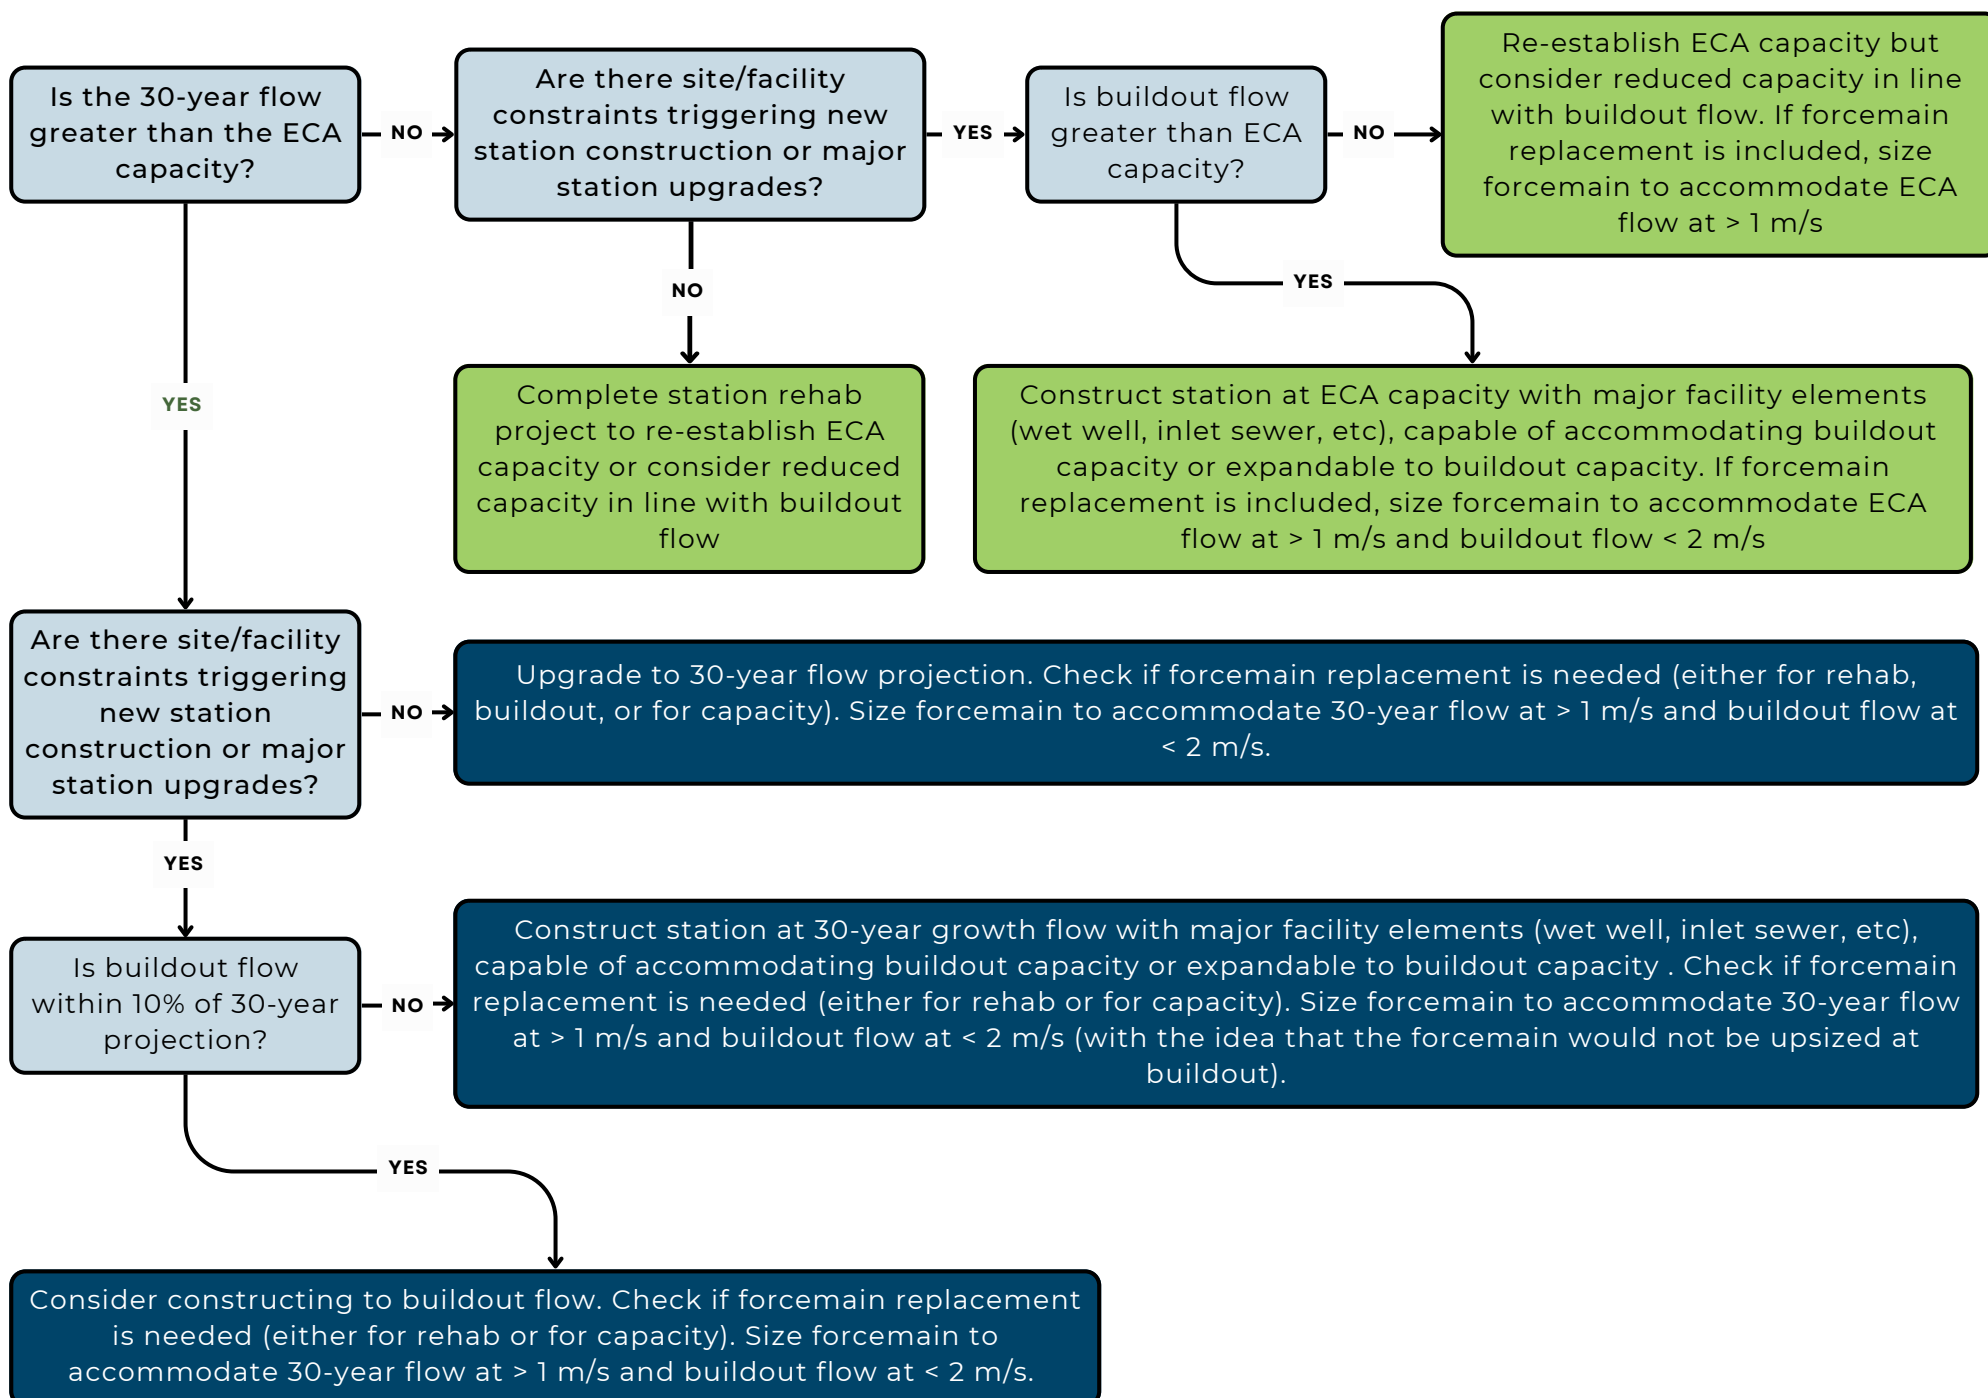 Is the 30-year flow
greater than the ECA
capacity?
NO
Are there site/facility
constraints triggering new
station construction or major
station upgrades?
YES
Is buildout flow
greater than ECA
capacity?
NO
Re-establish ECA capacity but
consider reduced capacity in line
with buildout flow. If forcemain
replacement is included, size
forcemain to accommodate ECA
flow at > 1 m/s
NO
YES
YES
Complete station rehab
project to re-establish ECA
capacity or consider reduced
capacity in line with buildout
flow
Construct station at ECA capacity with major facility elements
(wet well, inlet sewer, etc), capable of accommodating buildout
capacity or expandable to buildout capacity. If forcemain
replacement is included, size forcemain to accommodate ECA
flow at > 1 m/s and buildout flow < 2 m/s
Are there site/facility
constraints triggering
new station
construction or major
station upgrades?
NO
Upgrade to 30-year flow projection. Check if forcemain replacement is needed (either for rehab,
buildout, or for capacity). Size forcemain to accommodate 30-year flow at > 1 m/s and buildout flow at
< 2 m/s.
YES
Is buildout flow
within 10% of 30-year
projection?
NO
Construct station at 30-year growth flow with major facility elements (wet well, inlet sewer, etc),
capable of accommodating buildout capacity or expandable to buildout capacity . Check if forcemain
replacement is needed (either for rehab or for capacity). Size forcemain to accommodate 30-year flow
at > 1 m/s and buildout flow at < 2 m/s (with the idea that the forcemain would not be upsized at
buildout).
YES
Consider constructing to buildout flow. Check if forcemain replacement
is needed (either for rehab or for capacity). Size forcemain to
accommodate 30-year flow at > 1 m/s and buildout flow at < 2 m/s.